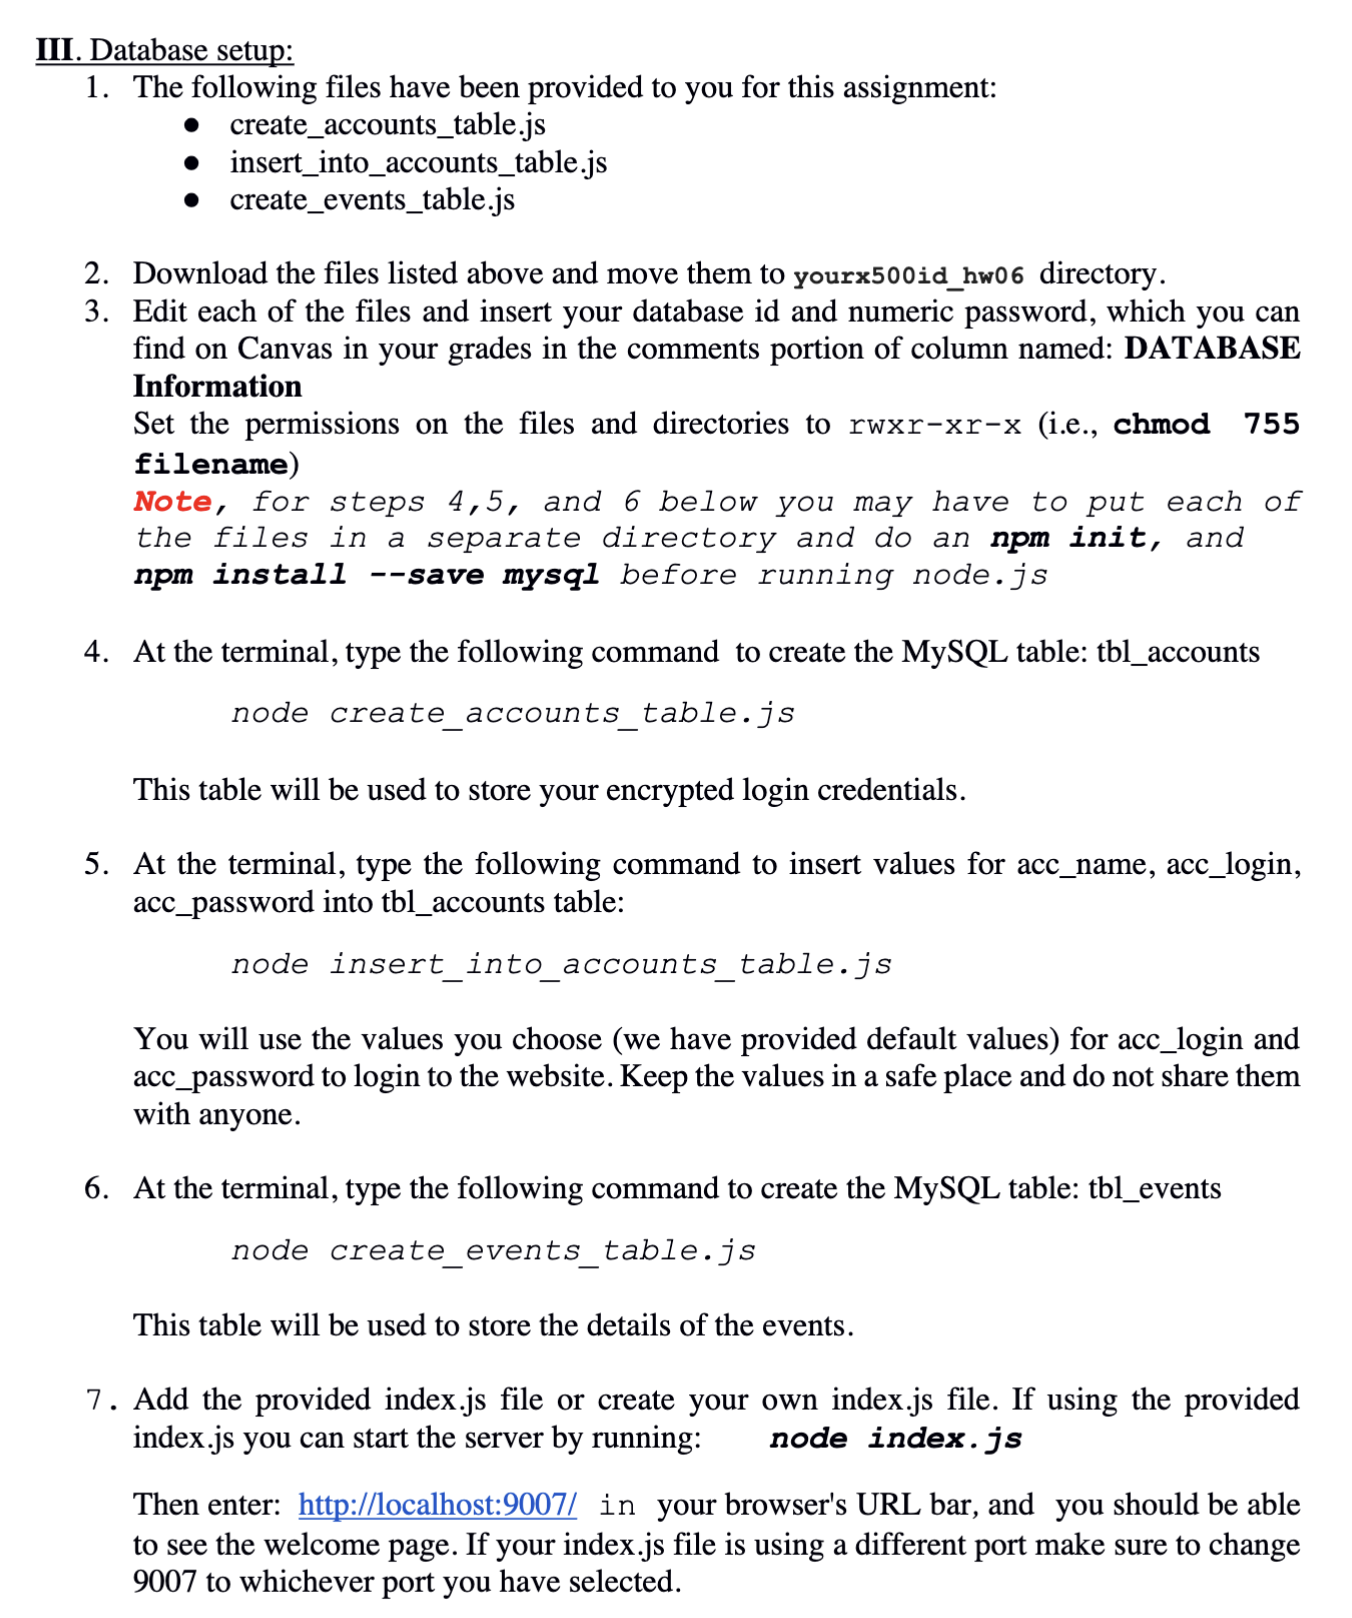 III. Database setup:
1. The following files have been provided to you for this assignment:
● create_accounts_table.js
● insert_into_accounts_table.js
● create_events_table.js
2. Download the files listed above and move them to yourx500id_hw06 directory.
3. Edit each of the files and insert your database id and numeric password, which you can
find on Canvas in your grades in the comments portion of column named: DATABASE
Information
Set the permissions on the files and directories to rwxr-xr-x (i.e., chmod 755
filename)
Note, for steps 4,5, and 6 below you may have to put each of
the files in a separate directory and do an npm init, and
npm install --save mysql before running node.js
4. At the terminal, type the following command to create the MySQL table: tbl_accounts
node create_accounts_table.js
This table will be used to store your encrypted login credentials.
5. At the terminal, type the following command to insert values for acc_name, acc_login,
acc_password into tbl_accounts table:
node insert_into_accounts_table.js
You will use the values you choose (we have provided default values) for acc_login and
acc_password to login to the website. Keep the values in a safe place and do not share them
with anyone.
6. At the terminal, type the following command to create the MySQL table: tbl_events
node create_events_table.js
This table will be used to store the details of the events.
7. Add the provided index.js file or create your own index.js file. If using the provided
index.js you can start the server by running: node index.js
Then enter: http://localhost:9007/ in your browser's URL bar, and you should be able
to see the welcome page. If your index.js file is using a different port make sure to change
9007 to whichever port you have selected.